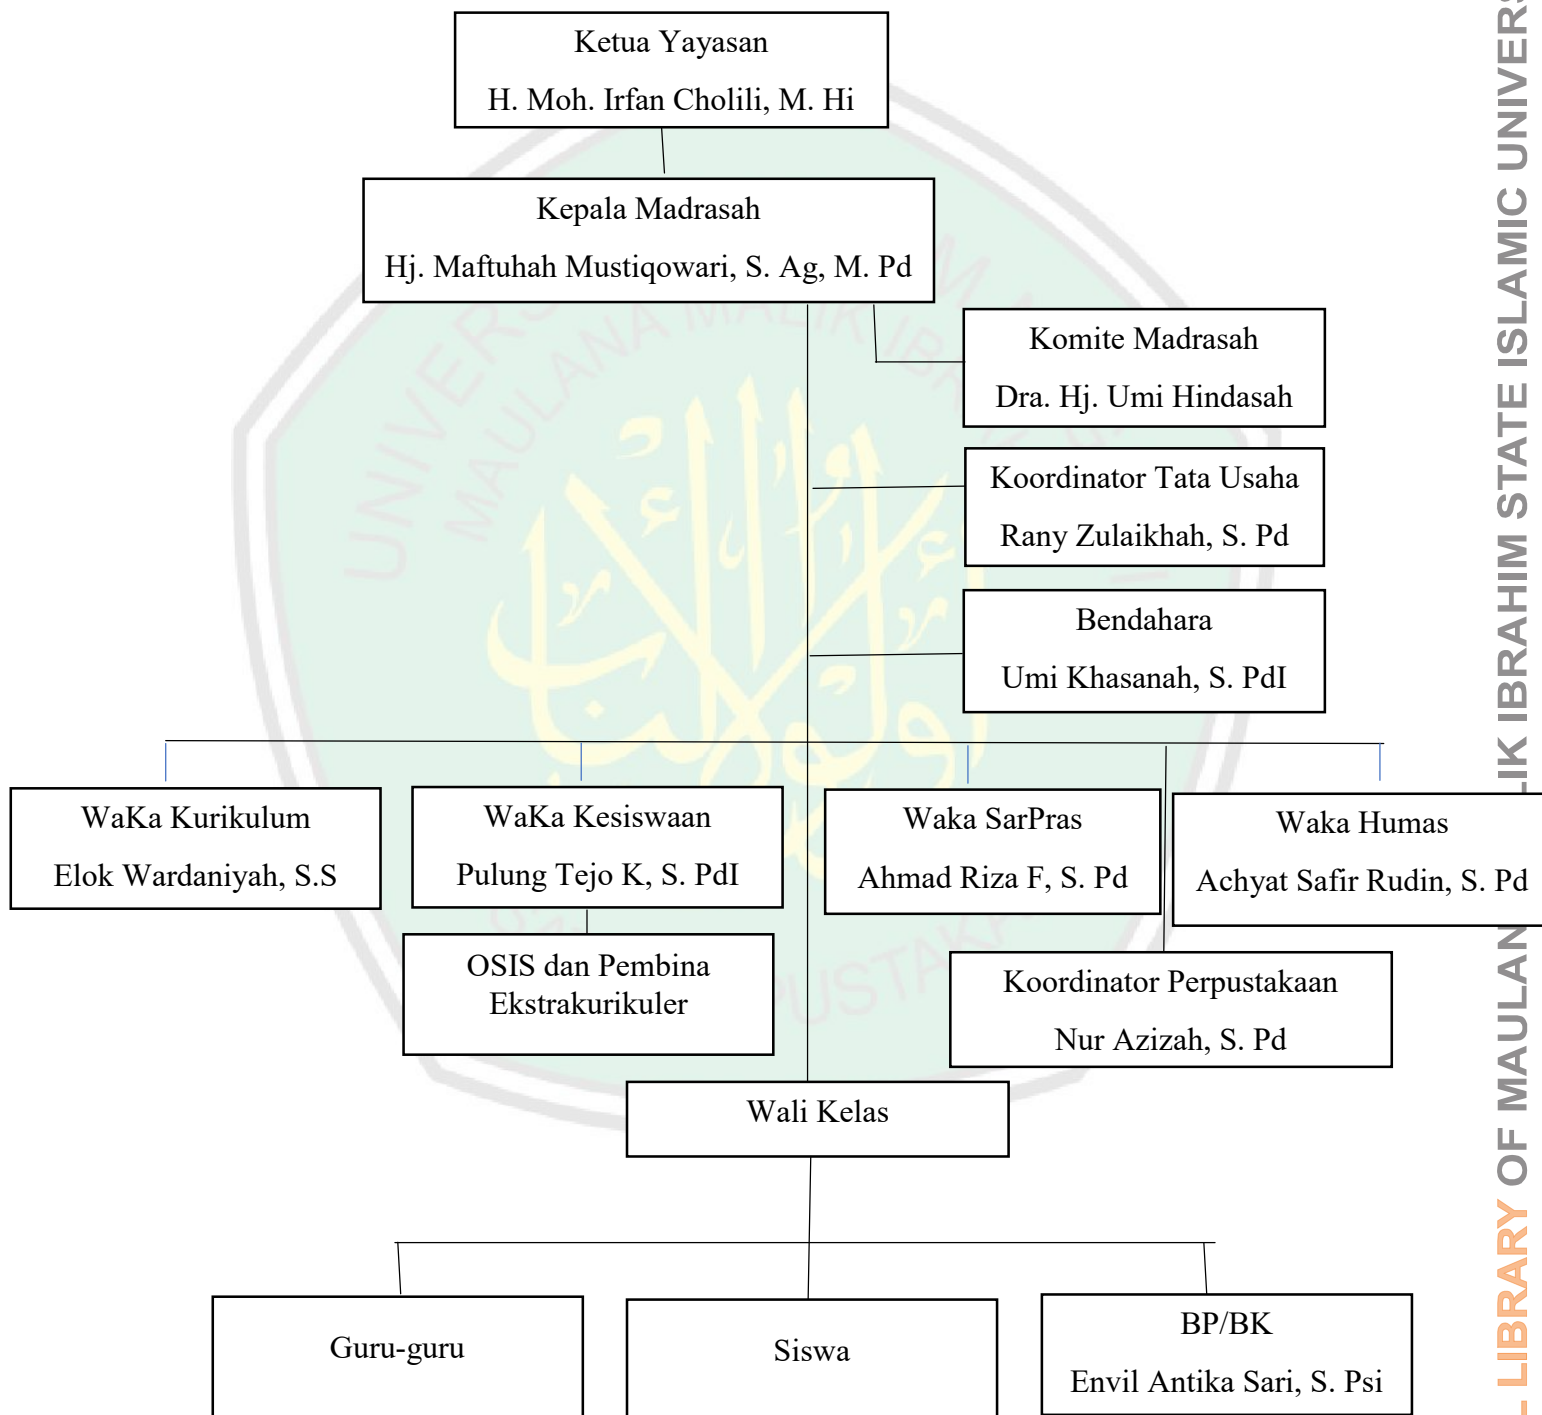 Ketua Yayasan
H. Moh. Irfan Cholili, M. Hi
Kepala Madrasah
Hj. Maftuhah Mustiqowari, S. Ag, M. Pd
Komite Madrasah
Dra. Hj. Umi Hindasah
Koordinator Tata Usaha
Rany Zulaikhah, S. Pd
Bendahara
Umi Khasanah, S. PdI
WaKa Kurikulum
Elok Wardaniyah, S.S
WaKa Kesiswaan
Pulung Tejo K, S. PdI
Waka SarPras
Ahmad Riza F, S. Pd
Waka Humas
Achyat Safir Rudin, S. Pd
OSIS dan Pembina
Ekstrakurikuler
Koordinator Perpustakaan
Nur Azizah, S. Pd
Wali Kelas
Guru-guru
Siswa
BP/BK
Envil Antika Sari, S. Psi
MAULANA MALIK
LIBRARY OF MAULAN LIK IBRAHIM STATE ISLAMIC UNIVERS